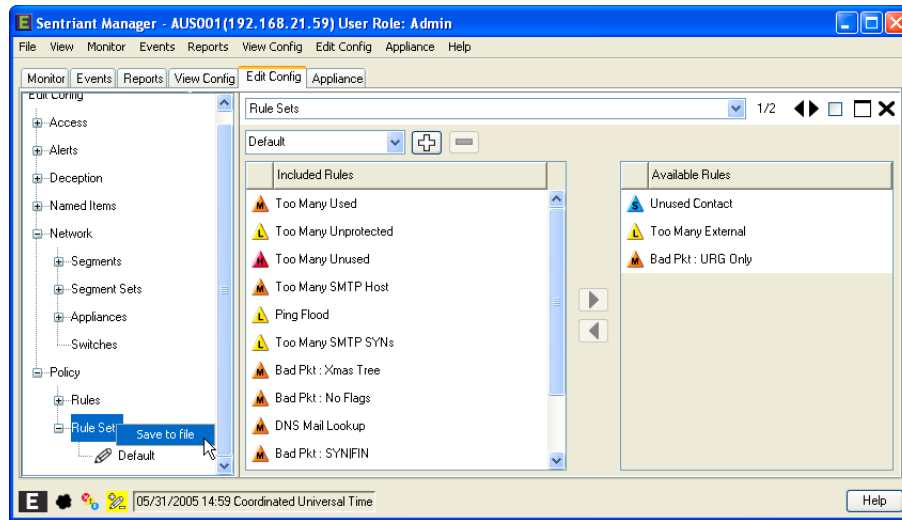 E Sentriant Manager - AUS001(192.168.21.59) User Role: Admin
File View Monitor Events Reports View Config Edit Config Appliance Help
Monitor Events Reports View Config Edit Config Appliance
Edit Config
Access
Alerts
Deception
Named Items
Network
Segments
Segment Sets
Appliances
Switches
Policy
Rules
Rule Set
Save to file
Default
Rule Sets
1/2
Default
Included Rules
M Too Many Used
L Too Many Unprotected
H Too Many Unused
M Too Many SMTP Host
L Ping Flood
L Too Many SMTP SYNs
M Bad Pkt : Xmas Tree
M Bad Pkt : No Flags
M DNS Mail Lookup
M Bad Pkt : SYN|FIN
Available Rules
S Unused Contact
L Too Many External
M Bad Pkt : URG Only
E 05/31/2005 14:59 Coordinated Universal Time
Help